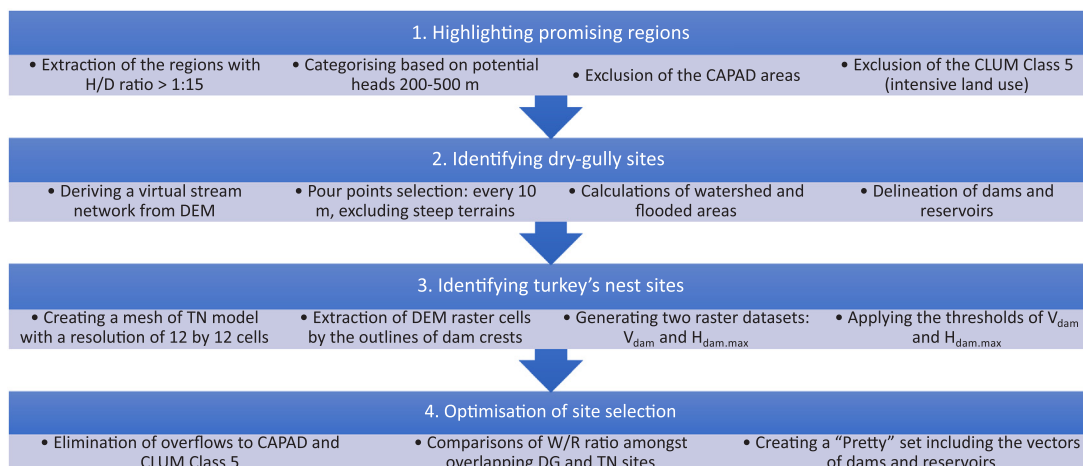 1. Highlighting promising regions
• Extraction of the regions with
H/D ratio > 1:15
• Categorising based on potential
heads 200-500 m
• Exclusion of the CAPAD areas
• Exclusion of the CLUM Class 5
(intensive land use)
2. Identifying dry-gully sites
• Deriving a virtual stream
network from DEM
• Pour points selection: every 10
m, excluding steep terrains
• Calculations of watershed and
flooded areas
• Delineation of dams and
reservoirs
3. Identifying turkey's nest sites
• Creating a mesh of TN model
with a resolution of 12 by 12 cells
• Extraction of DEM raster cells
by the outlines of dam crests
• Generating two raster datasets:
Vdam and Hdam.max
• Applying the thresholds of Vdam
and Hdam.max
4. Optimisation of site selection
• Elimination of overflows to CAPAD and
CLUM Class 5
• Comparisons of W/R ratio amongst
overlapping DG and TN sites
• Creating a “Pretty” set including the vectors
of dams and reservoirs